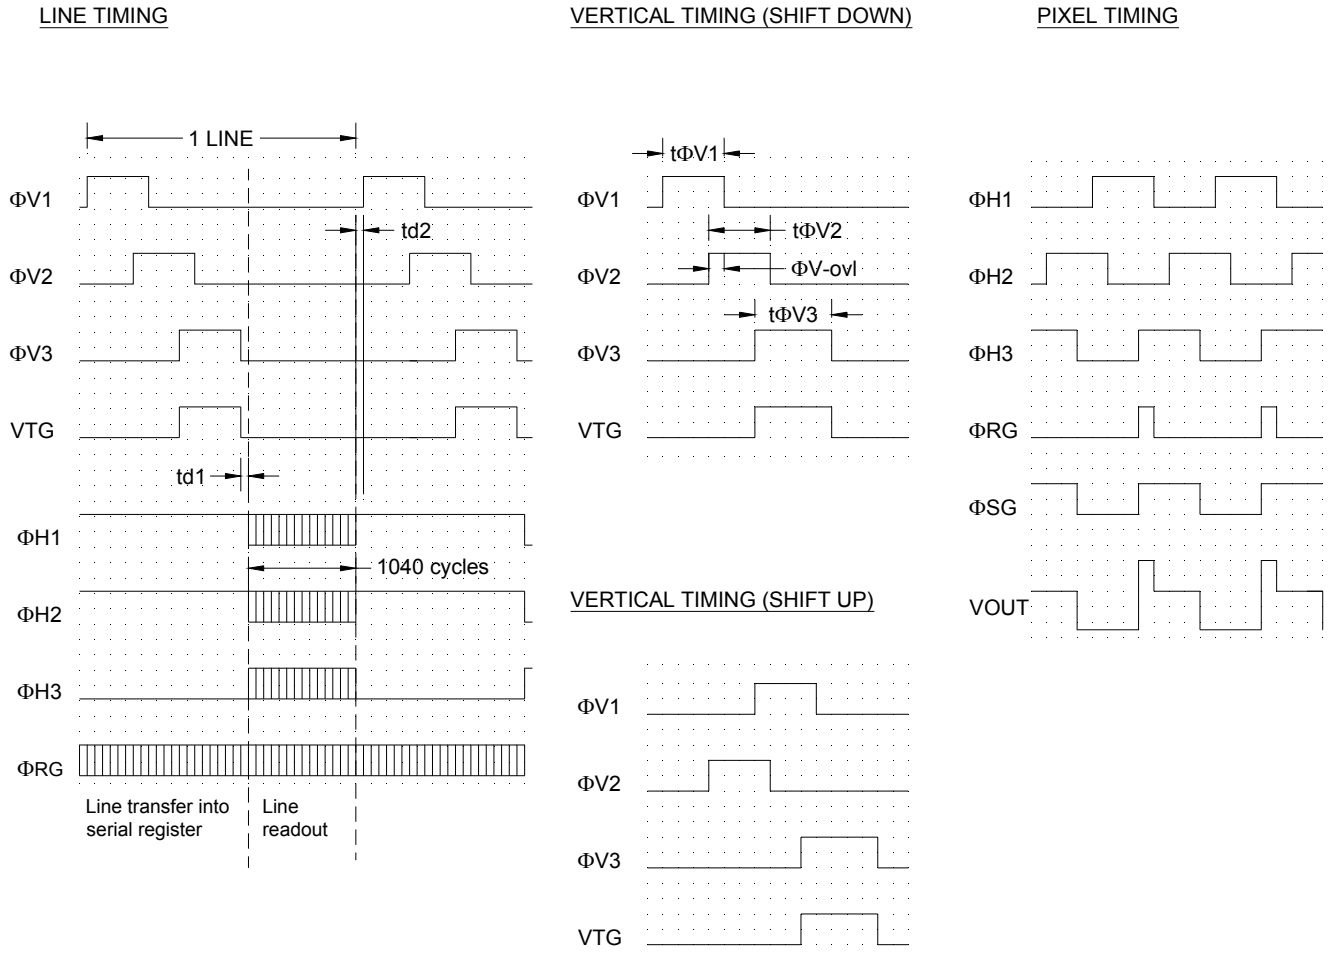 LINE TIMING
1 LINE
ΦV1
td2
ΦV2
ΦV3
VTG
td1
ΦH1
1040 cycles
ΦH2
ΦH3
ΦRG
Line transfer into
serial register
Line
readout
VERTICAL TIMING (SHIFT DOWN)
tΦV1
ΦV1
tΦV2
ΦV2
ΦV-ovl
tΦV3
ΦV3
VTG
VERTICAL TIMING (SHIFT UP)
ΦV1
ΦV2
ΦV3
VTG
PIXEL TIMING
ΦH1
ΦH2
ΦH3
ΦRG
ΦSG
VOUT